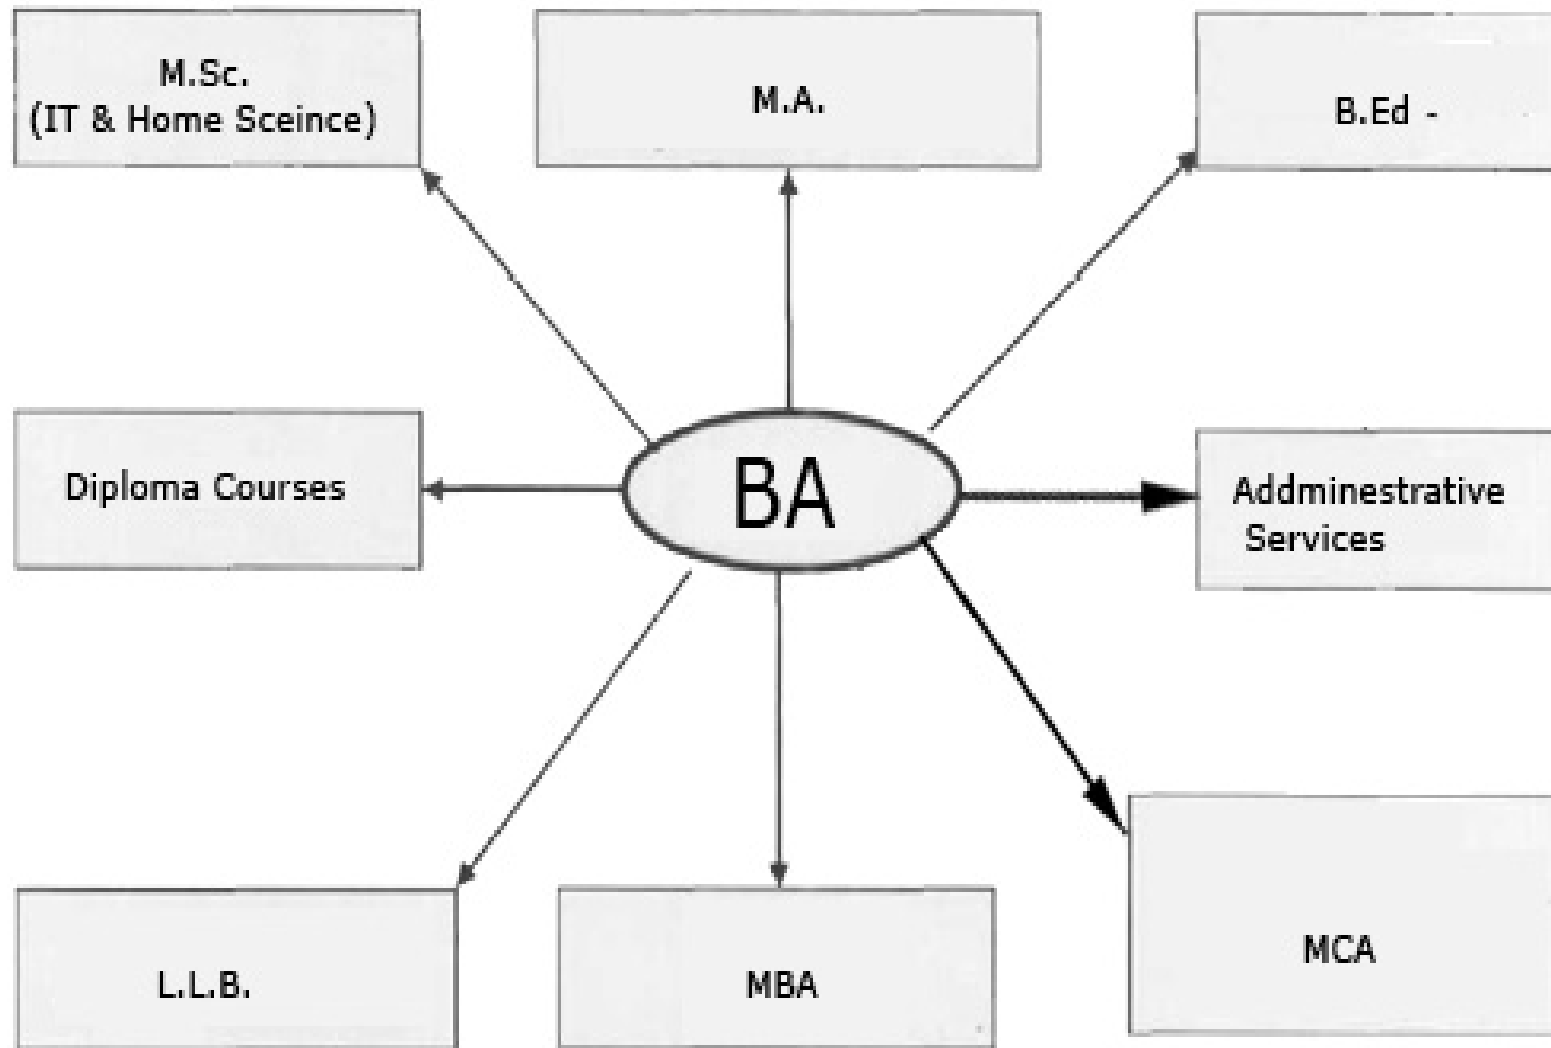 M.Sc.
(IT & Home Sceince)
M.A.
B.Ed -
Diploma Courses
BA
Addminestrative
Services
L.L.B.
MBA
MCA